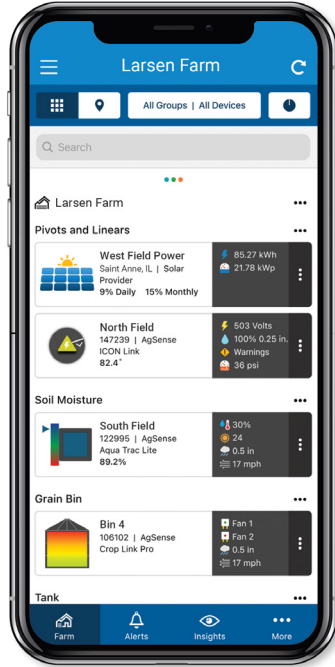 Larsen Farm
All Groups | All Devices
Search
Larsen Farm
Pivots and Linears
West Field Power
Saint Anne, IL | Solar
Provider
9% Daily 15% Monthly
85.27 kWh
21.78 kWp
North Field
147239 | AgSense
ICON Link
82.4°
503 Volts
100% 0.25 in.
Warnings
36 psi
Soil Moisture
South Field
122995 | AgSense
Aqua Trac Lite
89.2%
30%
24
0.5 in
17 mph
Grain Bin
Bin 4
106102 | AgSense
Crop Link Pro
Fan 1
Fan 2
0.5 in
17 mph
Tank
Farm
Alerts
Insights
More